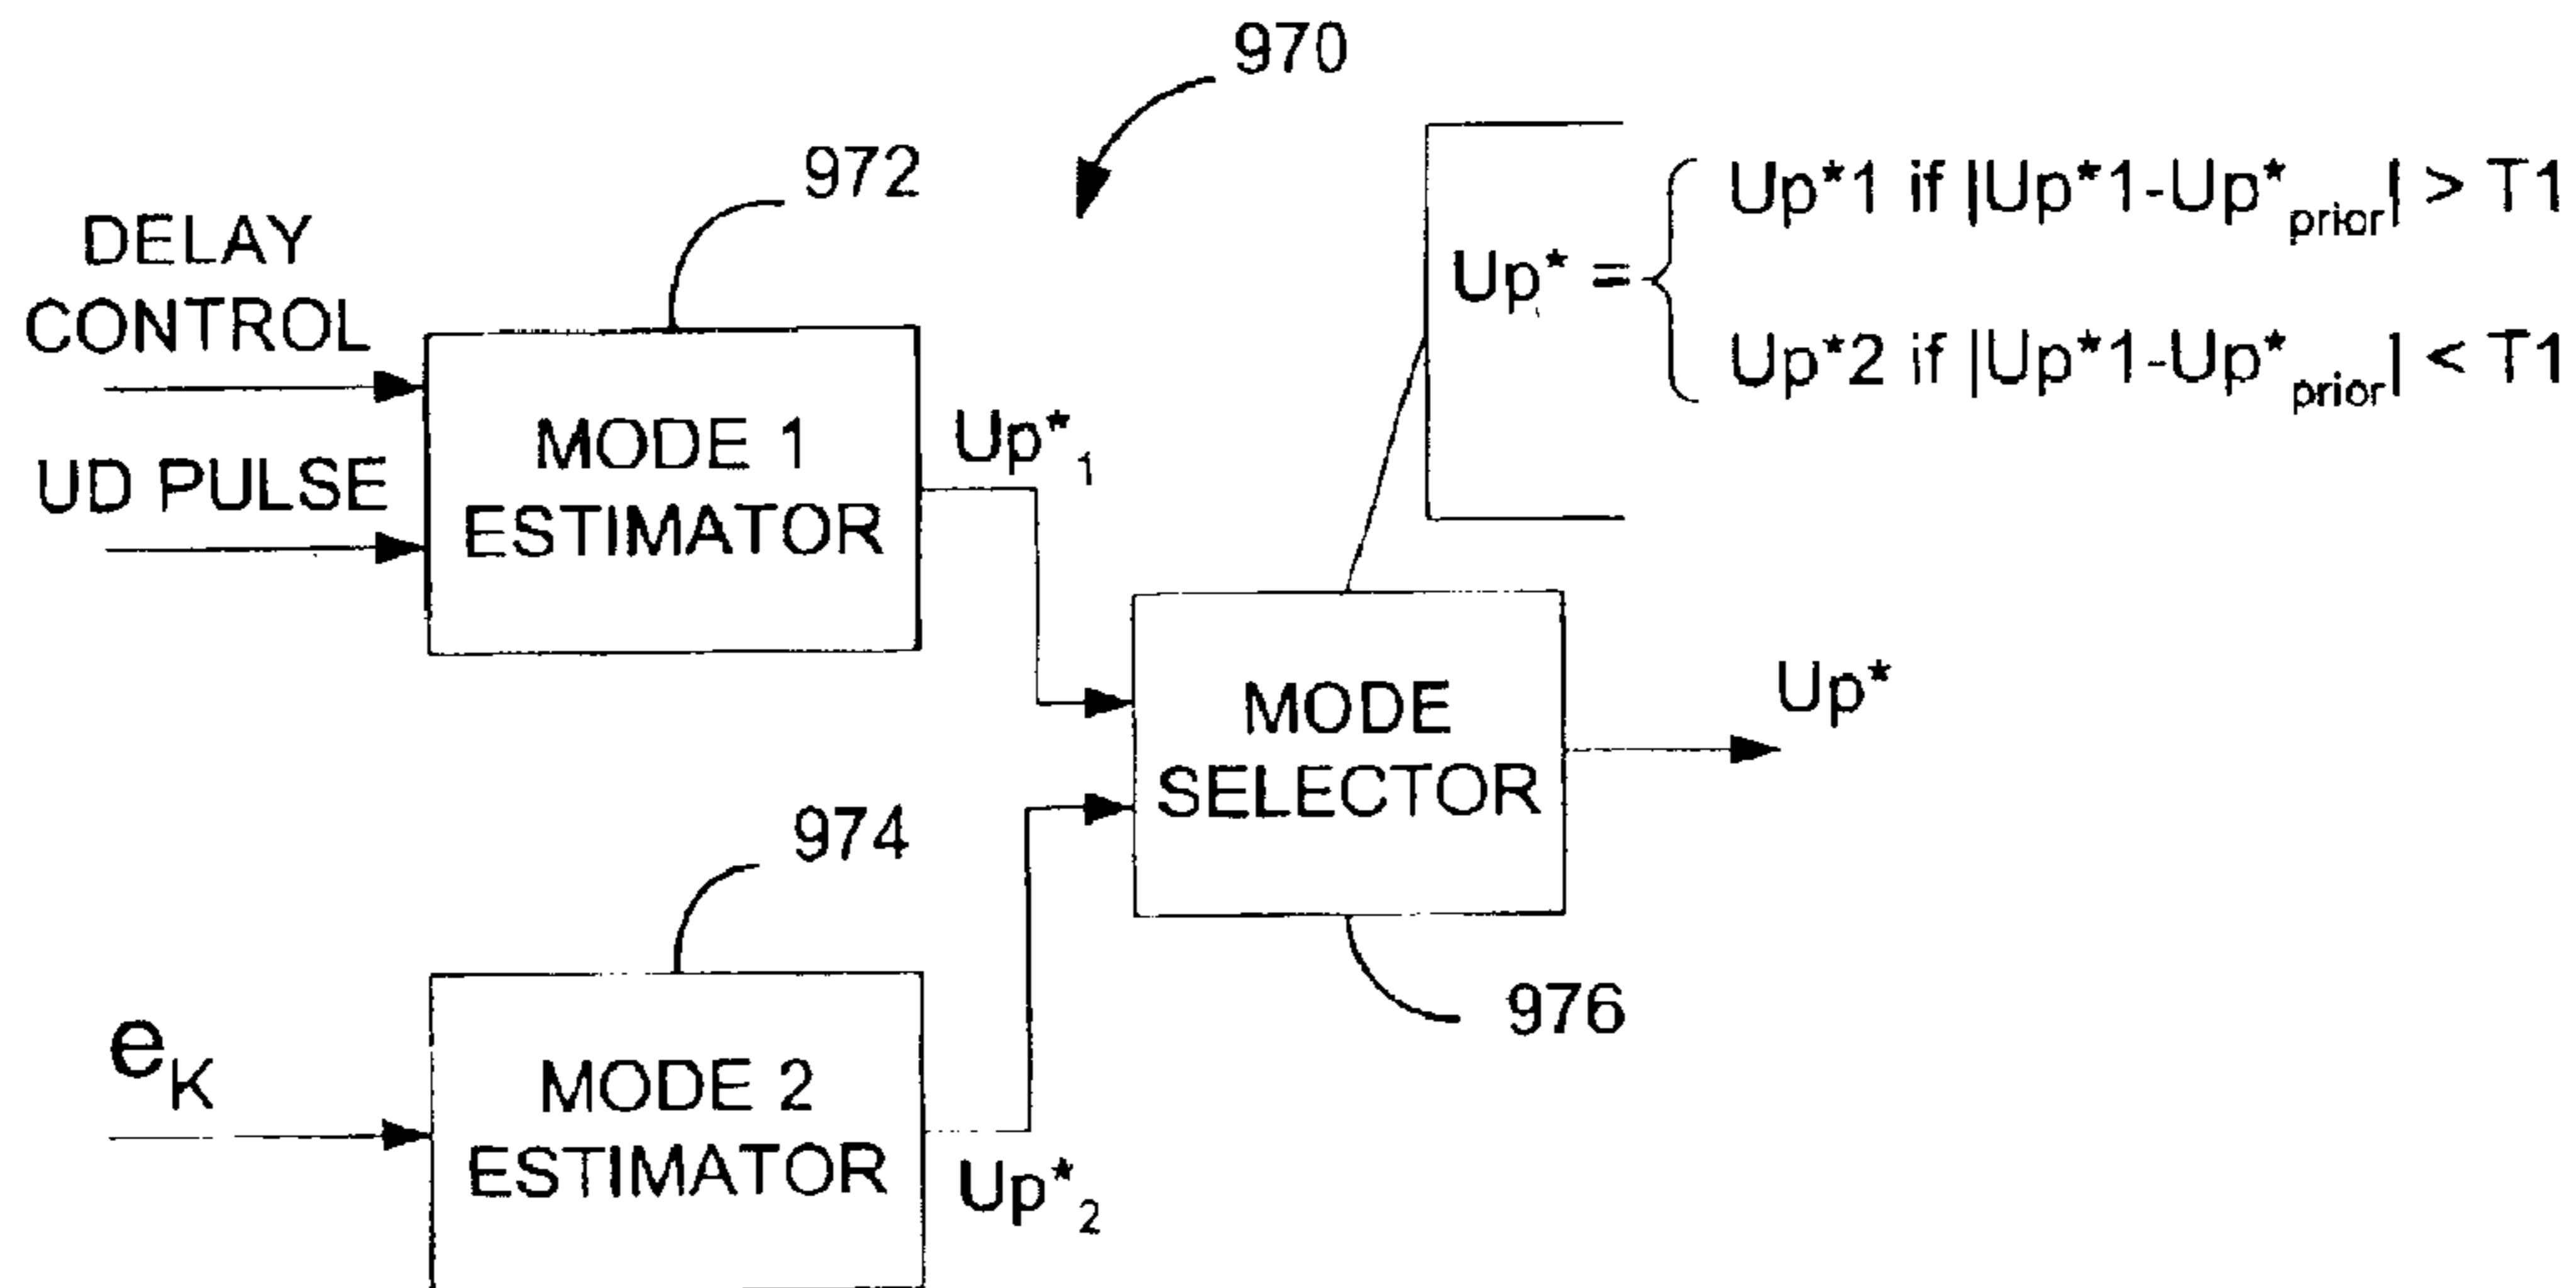 970
972
DELAY
CONTROL
UD PULSE
MODE 1
ESTIMATOR
Up*1
Up* =
Up*1 if |Up*1-Up*prior| > T1
Up*2 if |Up*1-Up*prior| < T1
MODE
SELECTOR
Up*
976
974
eK
MODE 2
ESTIMATOR
Up*2